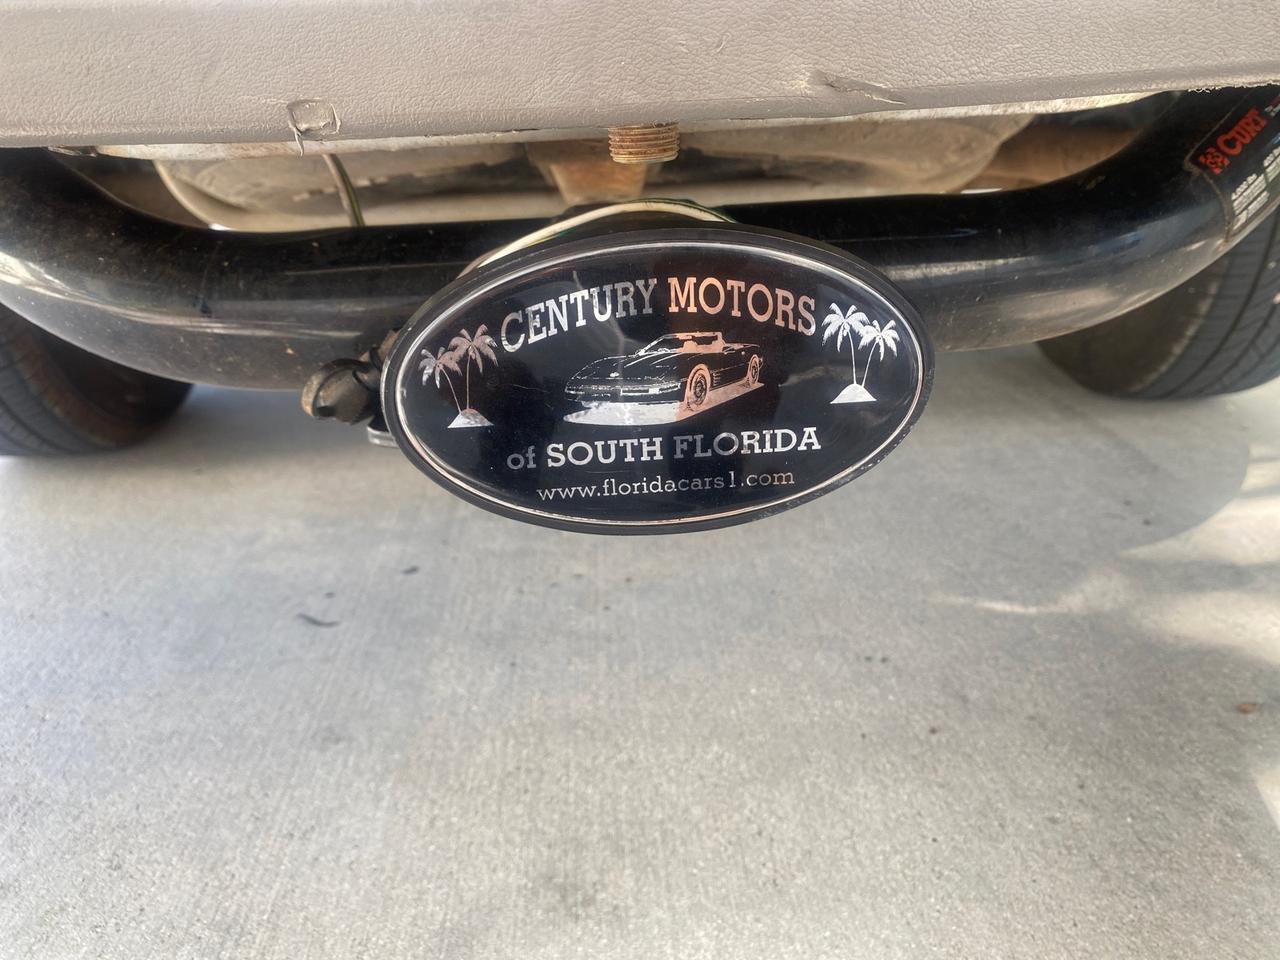 CURT
CENTURY MOTORS
of SOUTH FLORIDA
www.floridacars1.com